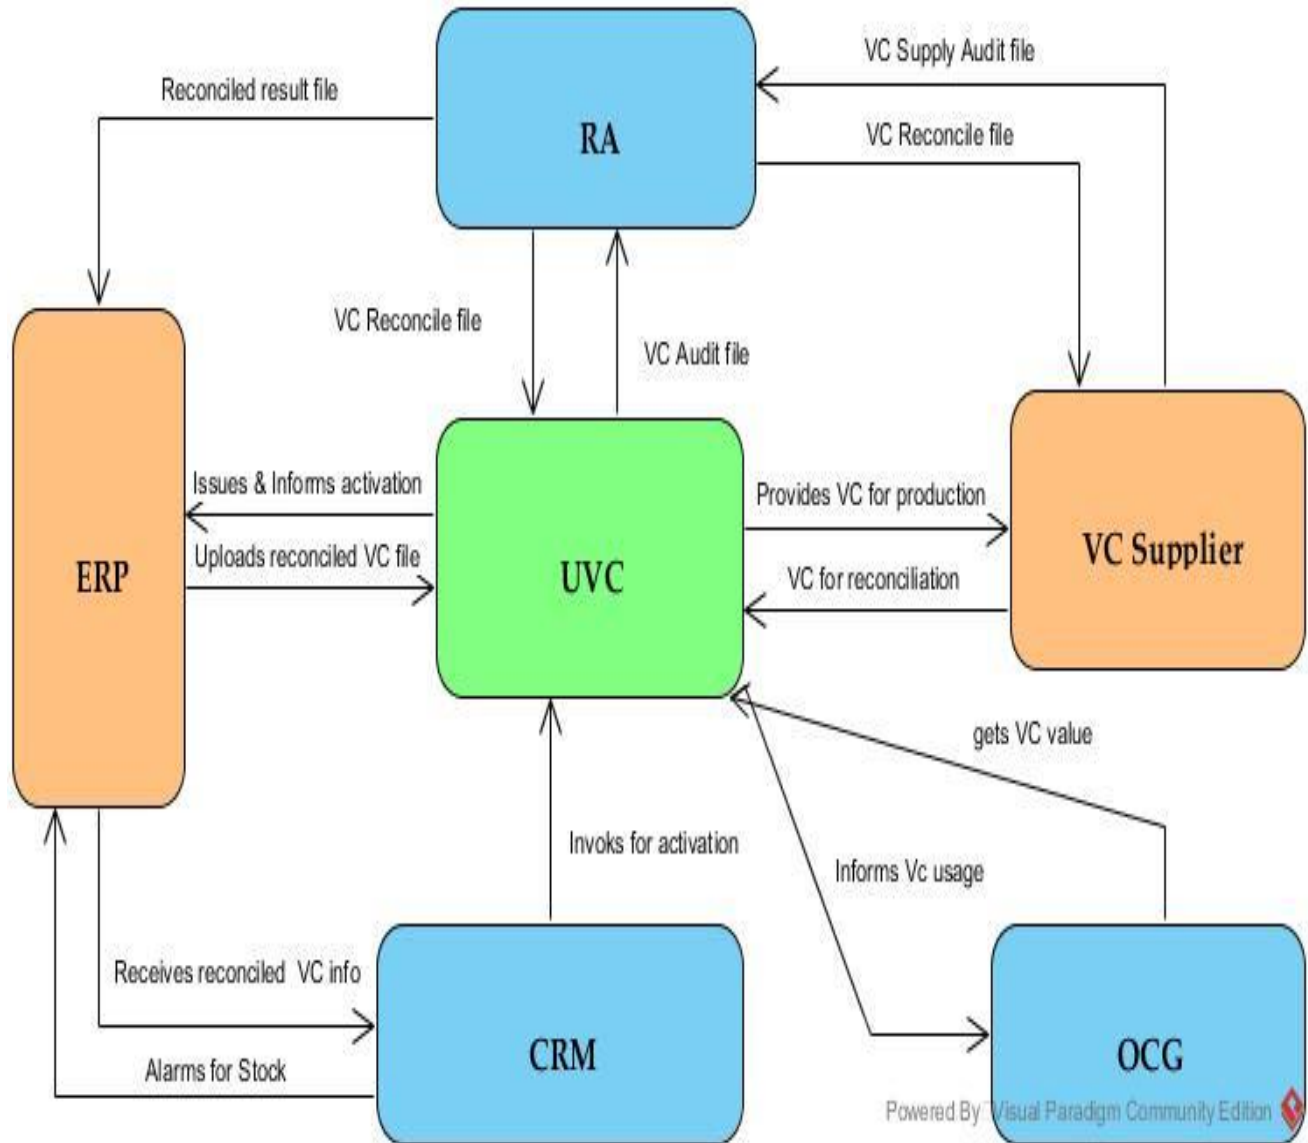 VC Supply Audit file
Reconciled result file
RA
VC Reconcile file
VC Reconcile file
VC Audit file
Issues & Informs activation
Provides VC for production
ERP
Uploads reconciled VC file
UVC
VC Supplier
VC for reconciliation
gets VC value
Invoks for activation
Informs Vc usage
Receives reconciled VC info
CRM
OCG
Alarms for Stock
Powered By Visual Paradigm Community Edition